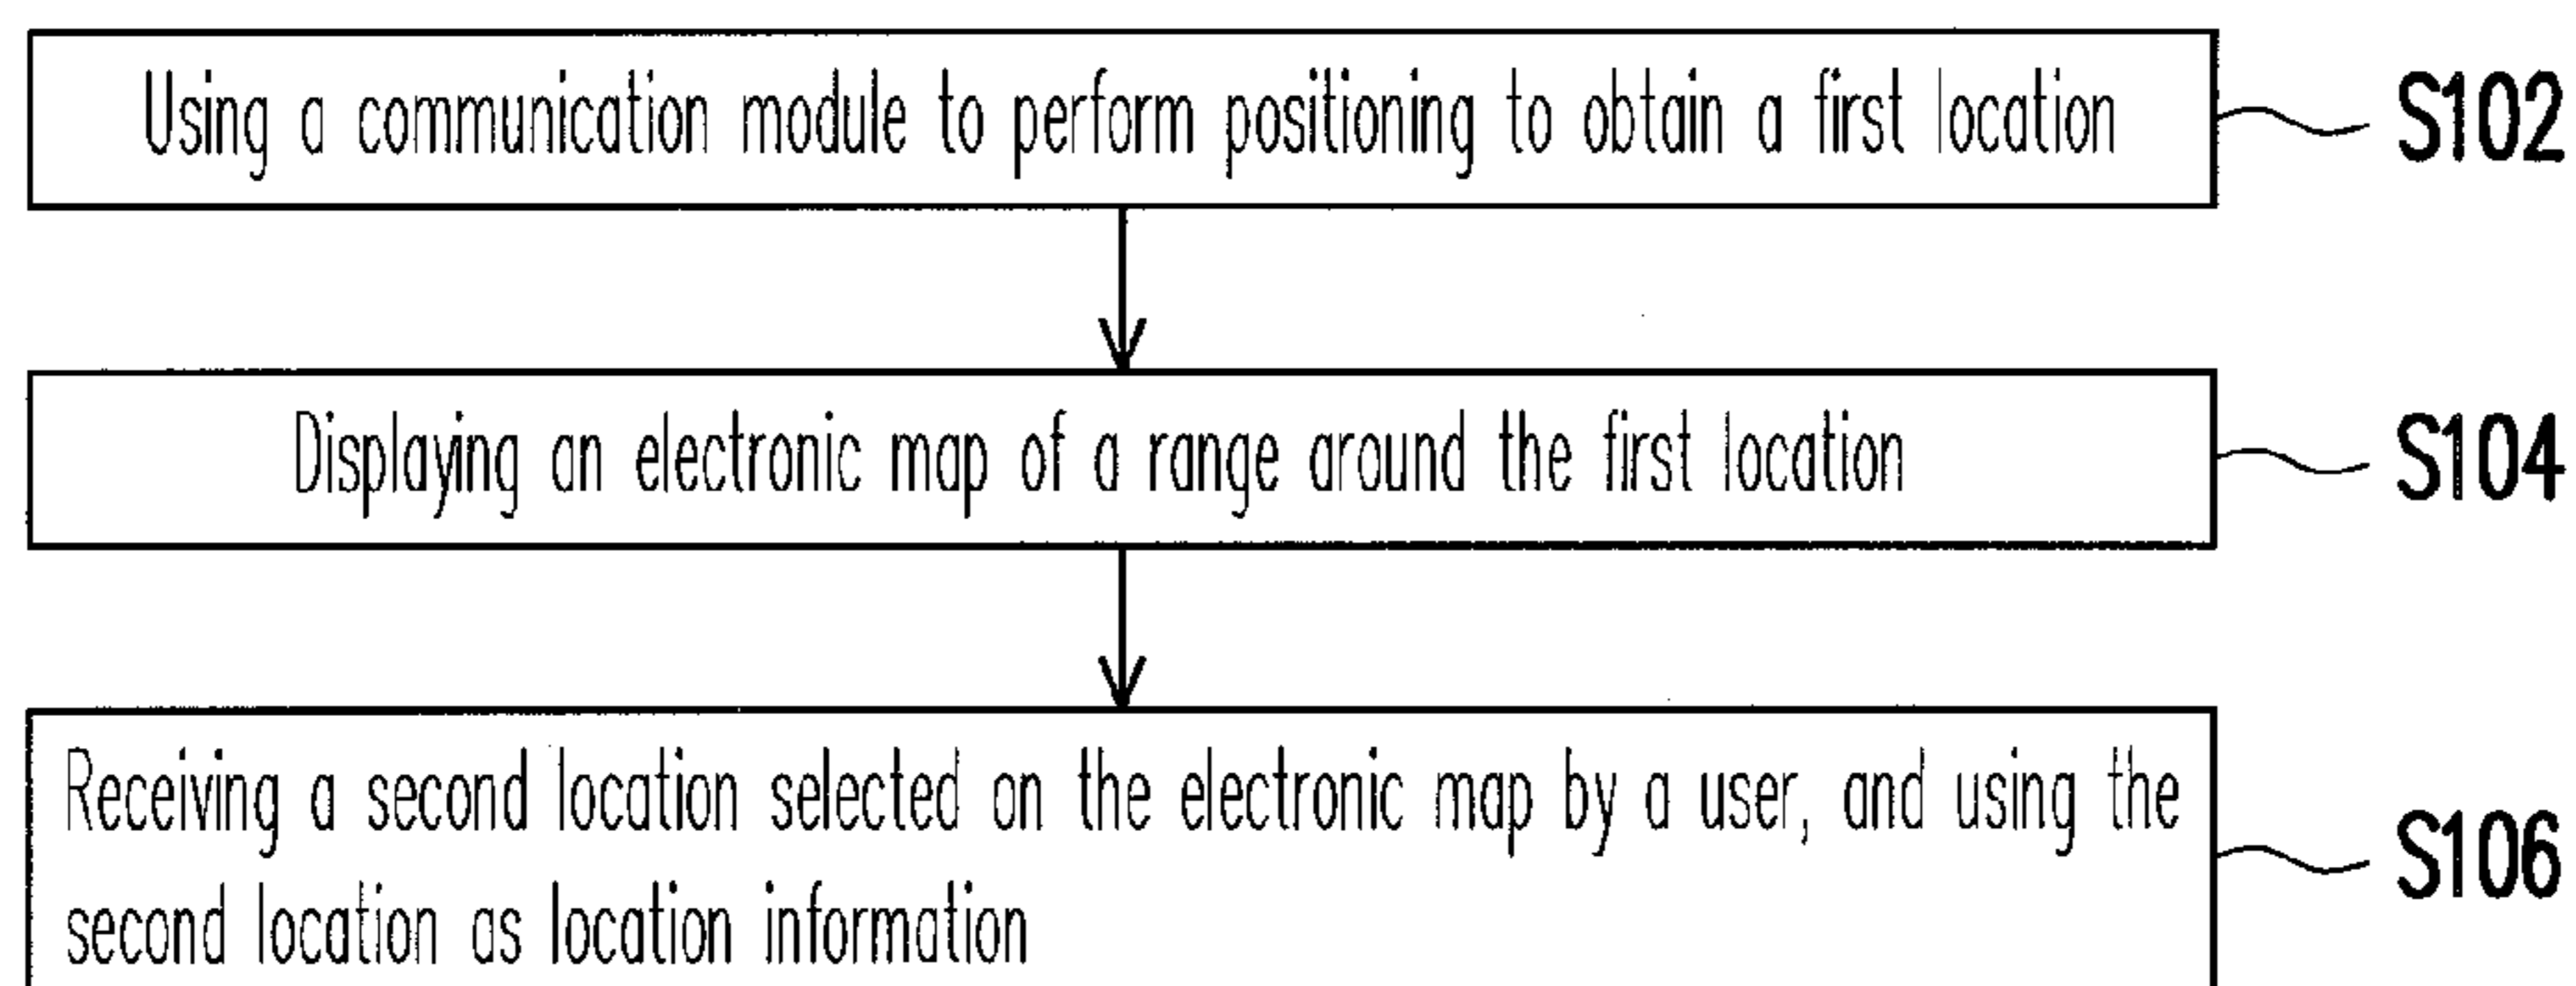 Using a communication module to perform positioning to obtain a first location
S102
Displaying an electronic map of a range around the first location
S104
Receiving a second location selected on the electronic map by a user, and using the
second location as location information
S106